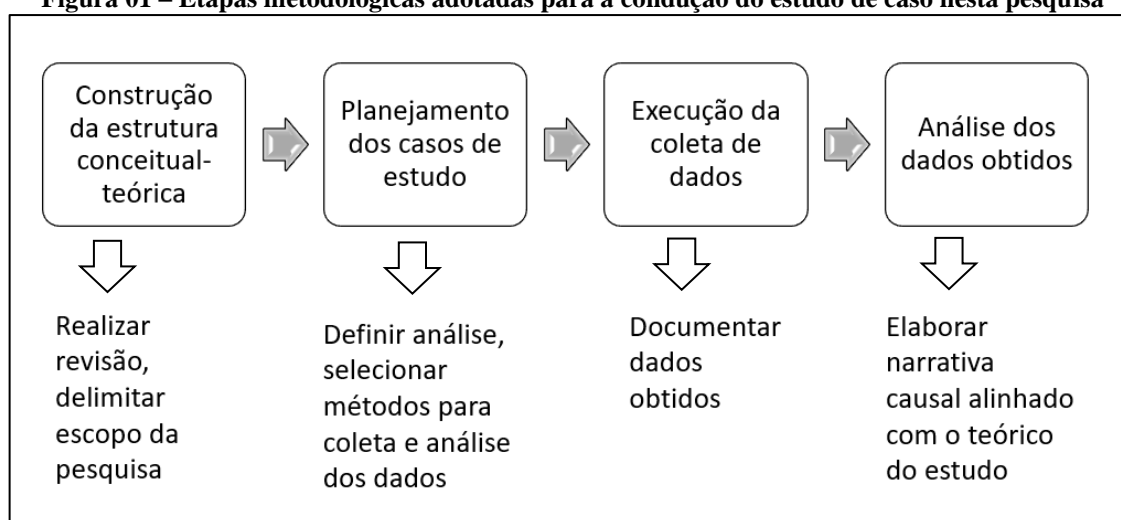 Figura 01 – Etapas metodológicas adotadas para a condução do estudo de caso nesta pesquisa
Construção
da estrutura
conceitual-
teórica
Planejamento
dos casos de
estudo
Execução da
coleta de
dados
Análise dos
dados obtidos
Realizar
revisão,
delimitar
escopo da
pesquisa
Definir análise,
selecionar
métodos para
coleta e análise
dos dados
Documentar
dados
obtidos
Elaborar
narrativa
causal alinhado
com o teórico
do estudo